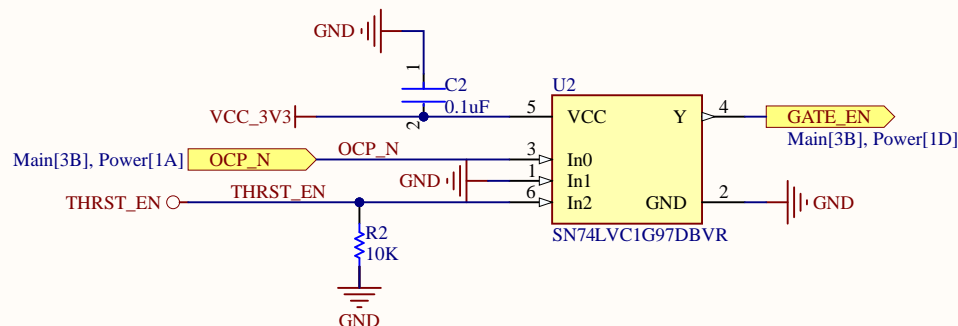 GND
1
C2
0.1uF
2
VCC_3V3
U2
5
VCC
Y
4
GATE_EN
Main[3B], Power[1D]
Main[3B], Power[1A]
OCP_N
OCP_N
3
In0
GND
1
In1
THRST_EN
THRST_EN
6
In2
GND
2
GND
SN74LVC1G97DBVR
R2
10K
GND